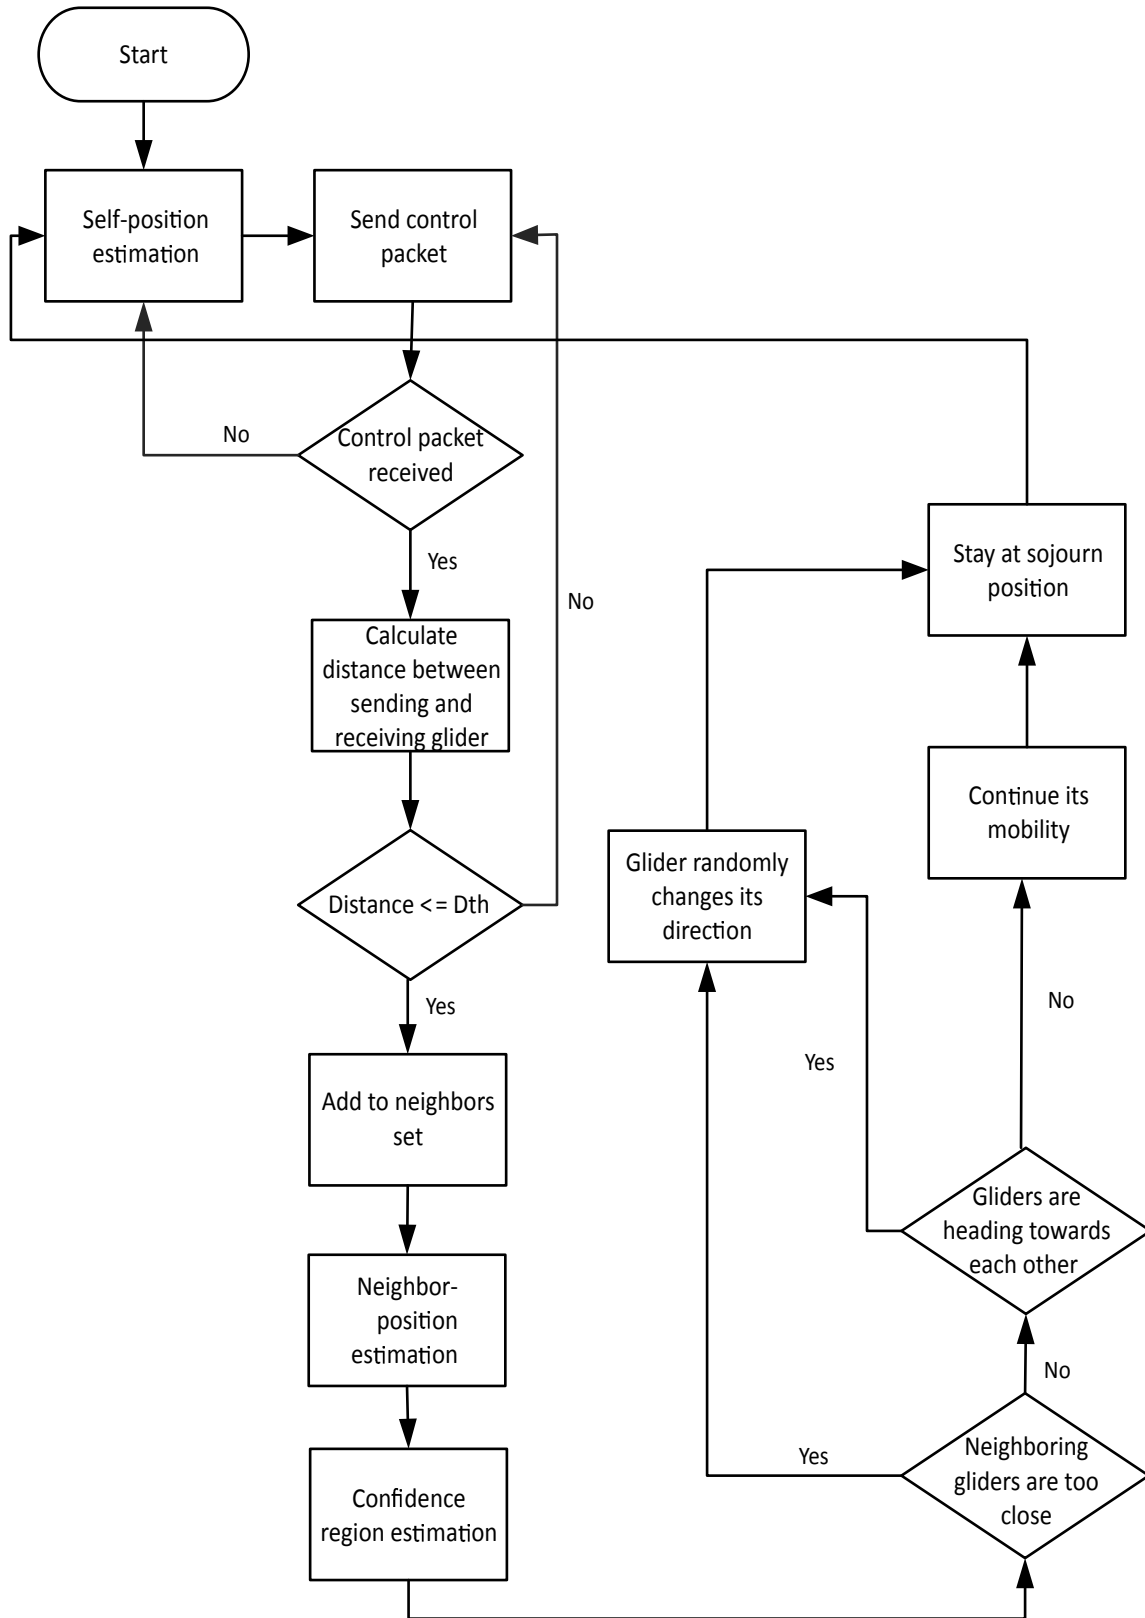 Start
Self-position
estimation
Send control
packet
No
Control packet
received
Yes
Calculate
distance between
sending and
receiving glider
No
Distance <= Dth
Yes
Add to neighbors
set
Neighbor-
position
estimation
Confidence
region estimation
Stay at sojourn
position
Continue its
mobility
Glider randomly
changes its
direction
No
Yes
Gliders are
heading towards
each other
No
Yes
Neighboring
gliders are too
close